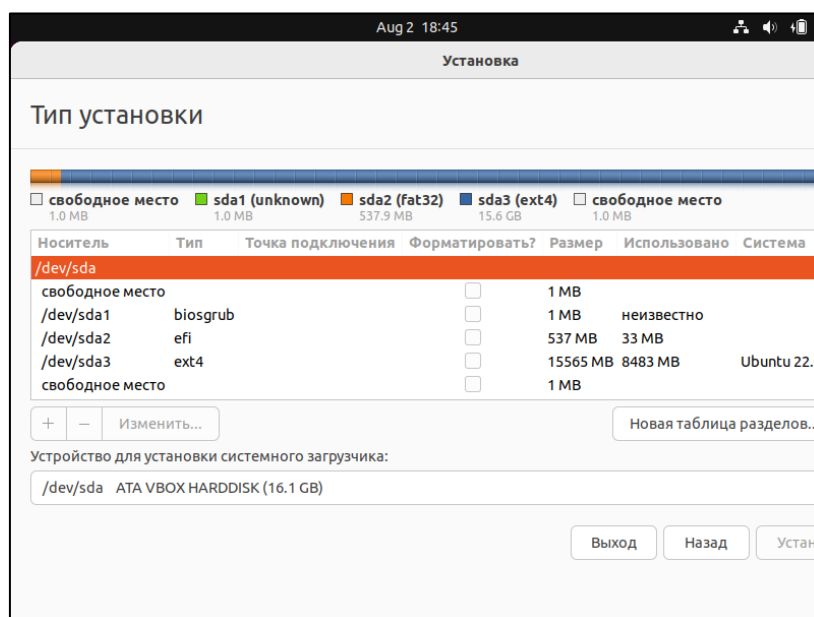 Aug 2 18:45
Установка
Тип установки
свободное место sda1 (unknown) sda2 (fat32) sda3 (ext4) свободное место
1.0 MB 1.0 MB 537.9 MB 15.6 GB 1.0 MB
Носитель Тип Точка подключения Форматировать? Размер Использовано Система
/dev/sda
свободное место 1 MB
/dev/sda1 biosgrub 1 MB неизвестно
/dev/sda2 efi 537 MB 33 MB
/dev/sda3 ext4 15565 MB 8483 MB Ubuntu 22.
свободное место 1 MB
+ − Изменить... Новая таблица разделов..
Устройство для установки системного загрузчика:
/dev/sda ATA VBOX HARDDISK (16.1 GB)
Выход Назад Устан